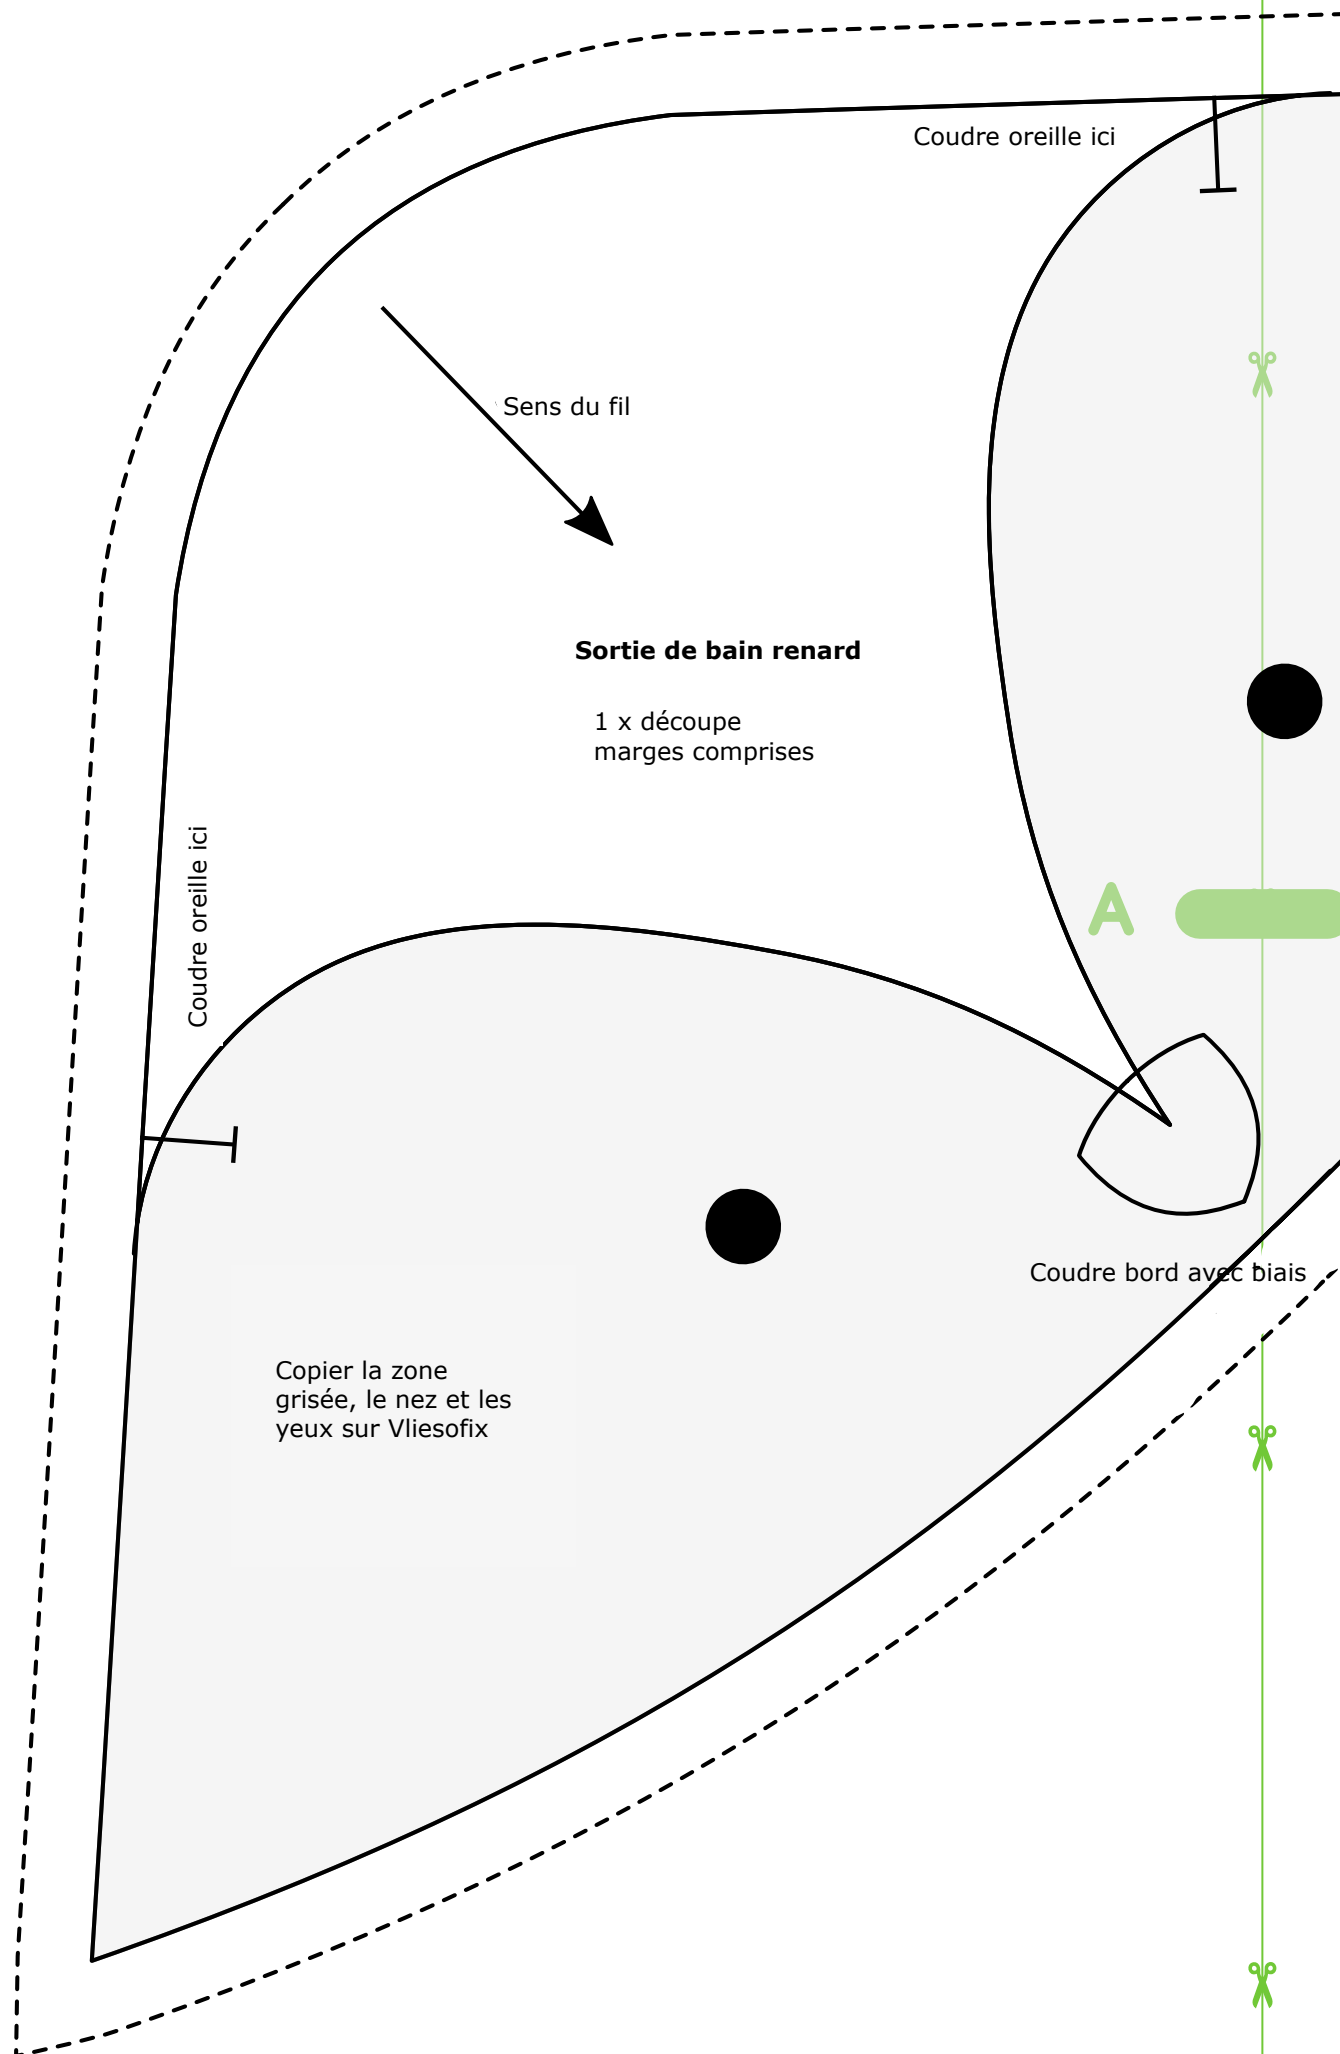 Coudre oreille ici
Sens du fil
Sortie de bain renard
1 x découpe
marges comprises
Coudre oreille ici
A
Coudre bord avec biais
Copier la zone
grisée, le nez et les
yeux sur Vliesofix